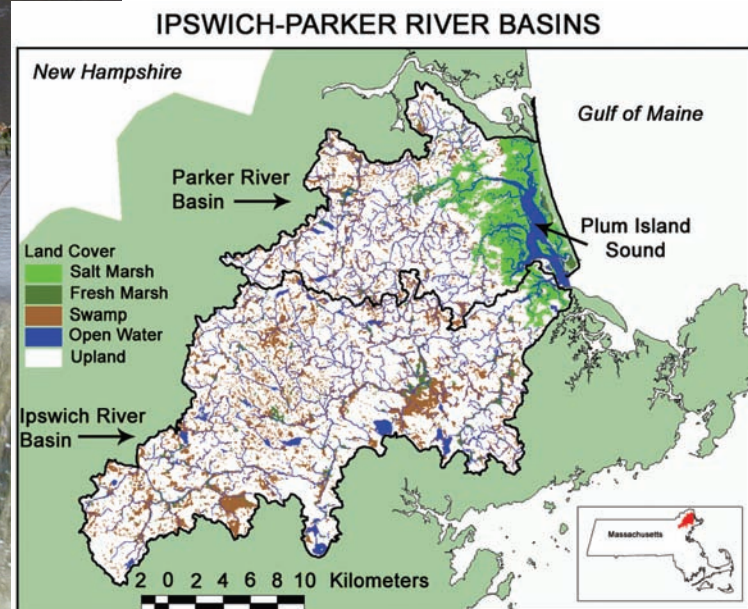 IPSWICH-PARKER RIVER BASINS
New Hampshire
Gulf of Maine
Parker River
Basin
Plum Island
Sound
Land Cover
Salt Marsh
Fresh Marsh
Swamp
Open Water
Upland
Ipswich River
Basin
Massachusetts
2 0 2 4 6 8 10 Kilometers